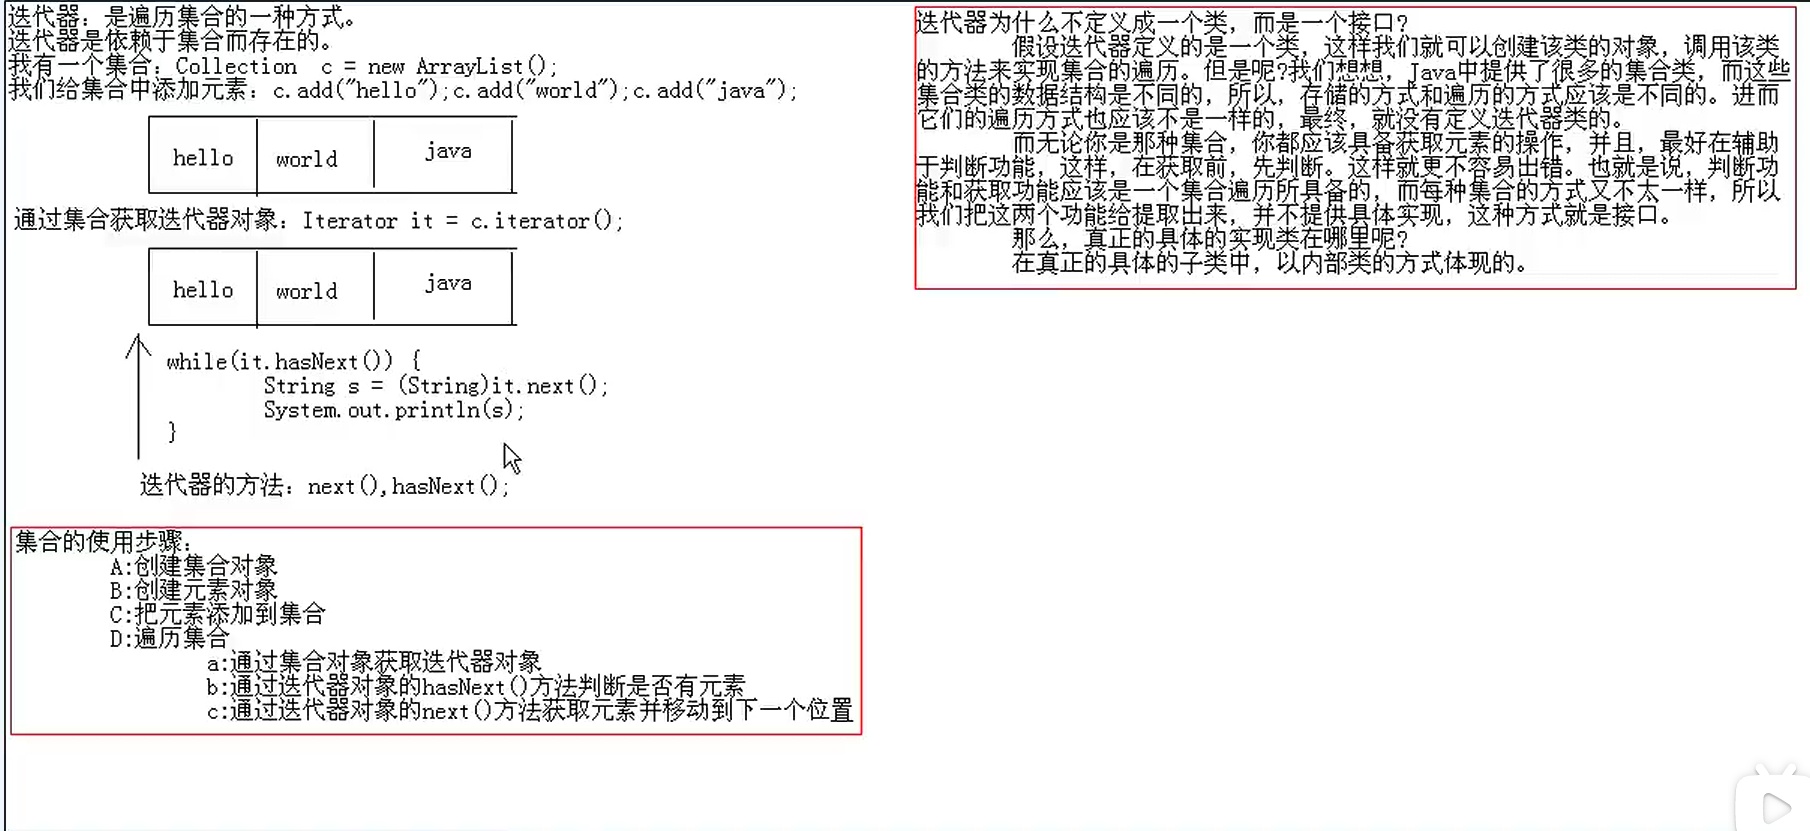 迭代器：是遍历集合的一种方式。
迭代器是依赖于集合而存在的。
我有一个集合：Collection c = new ArrayList();
我们给集合中添加元素：c.add("hello");c.add("world");c.add("java");
hello world java
通过集合获取迭代器对象：Iterator it = c.iterator();
hello world java
while(it.hasNext()) {
String s = (String)it.next();
System.out.println(s);
}
迭代器的方法：next(),hasNext();
集合的使用步骤：
A:创建集合对象
B:创建元素对象
C:把元素添加到集合
D:遍历集合
a:通过集合对象获取迭代器对象
b:通过迭代器对象的hasNext()方法判断是否有元素
c:通过迭代器对象的next()方法获取元素并移动到下一个位置
迭代器为什么不定义成一个类，而是一个接口?
假设迭代器定义的是一个类，这样我们就可以创建该类的对象，调用该类
的方法来实现集合的遍历。但是呢?我们想想，Java中提供了很多的集合类，而这些
集合类的数据结构是不同的，所以，存储的方式和遍历的方式应该是不同的。进而
它们的遍历方式也应该不是一样的，最终，就没有定义迭代器类的。
而无论你是那种集合，你都应该具备获取元素的操作，并且，最好在辅助
于判断功能，这样，在获取前，先判断。这样就更不容易出错。也就是说，判断功
能和获取功能应该是一个集合遍历所具备的，而每种集合的方式又不太一样，所以
我们把这两个功能给提取出来，并不提供具体实现，这种方式就是接口。
那么，真正的具体的实现类在哪里呢?
在真正的具体的子类中，以内部类的方式体现的。